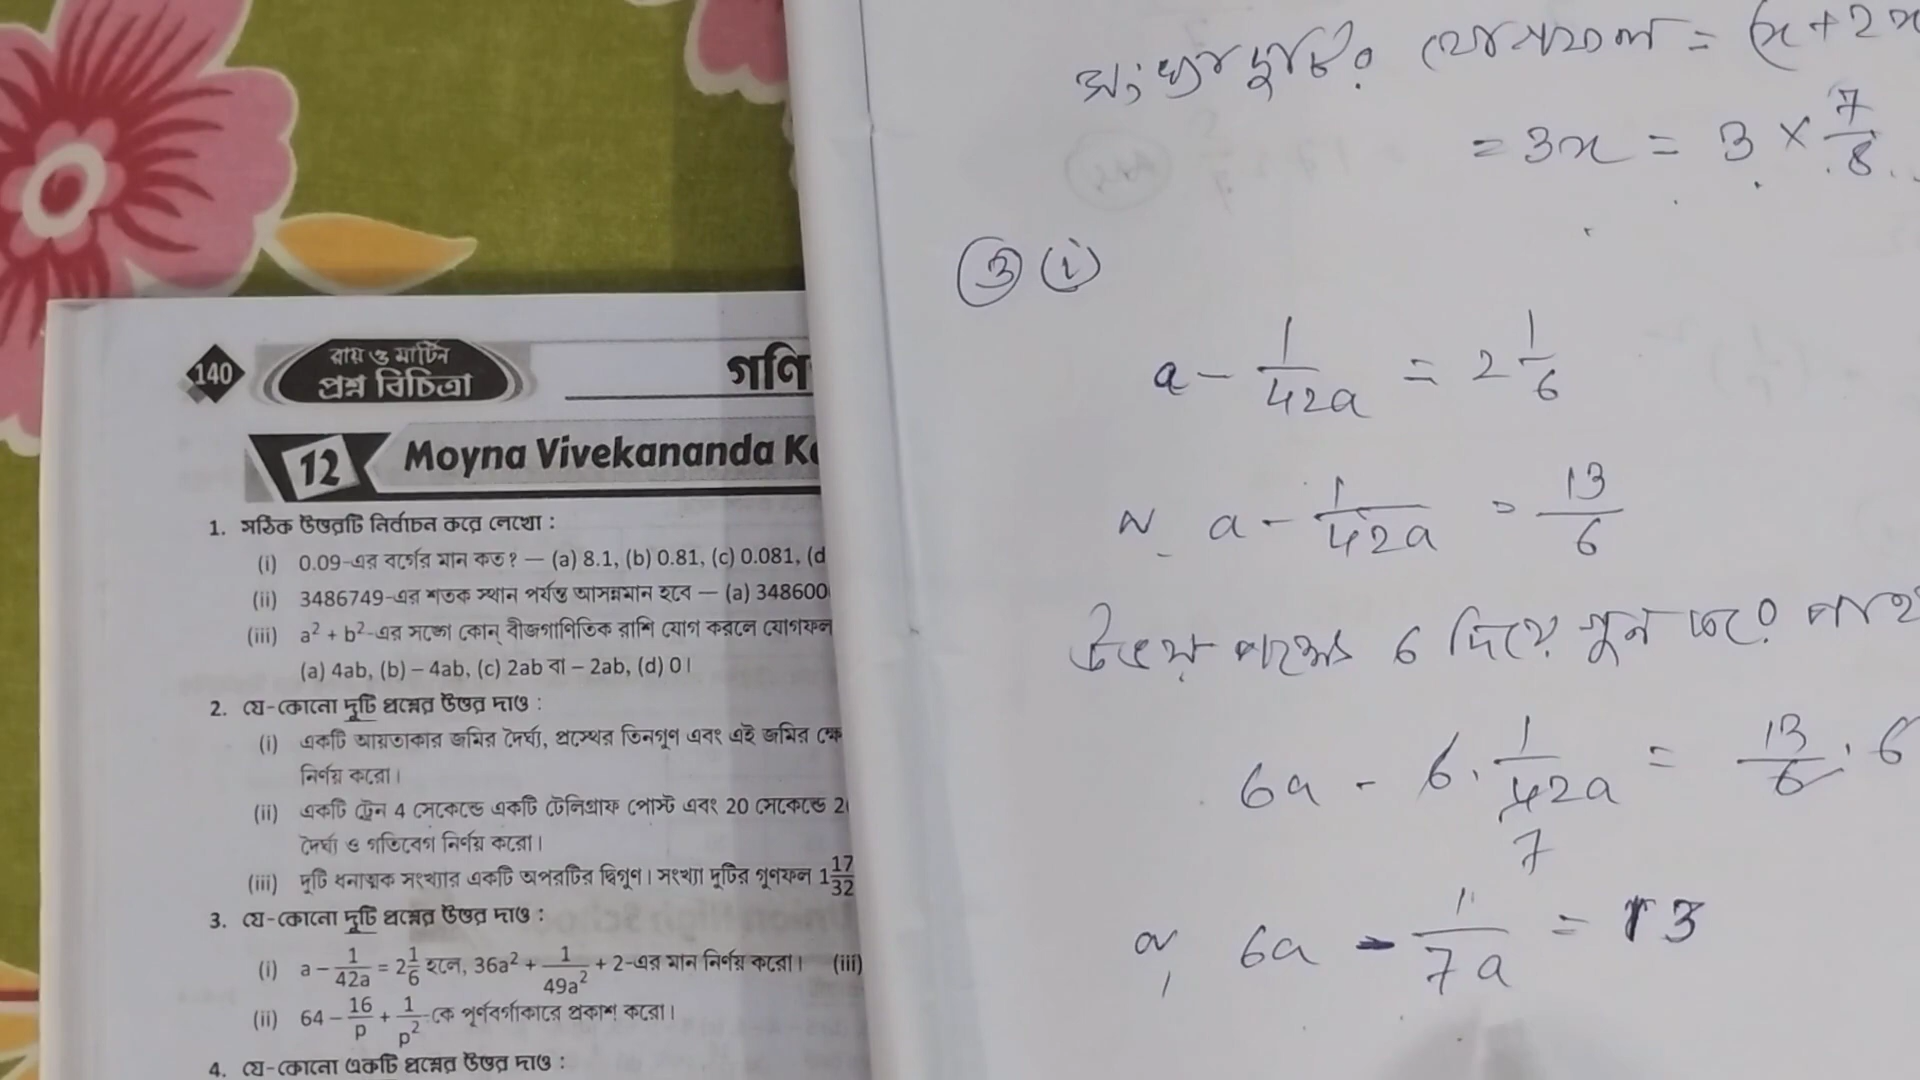 140
রায় ও মার্টিন
প্রশ্ন বিচিত্রা
গণি
12 Moyna Vivekananda
1. সঠিক উত্তরটি নির্বাচন করে লেখো :
(i) 0.09-এর বর্গের মান কত? — (a) 8.1, (b) 0.81, (c) 0.081, (d
(ii) 3486749-এর শতক স্থান পর্যন্ত আসন্নমান হবে — (a) 348600
(iii) a² + b²-এর সঙ্গে কোন্ বীজগাণিতিক রাশি যোগ করলে যোগফল
(a) 4ab, (b) – 4ab, (c) 2ab বা – 2ab, (d) 0।
2. যে-কোনো দুটি প্রশ্নের উত্তর দাও :
(i) একটি আয়তাকার জমির দৈর্ঘ্য, প্রস্থের তিনগুণ এবং এই জমির ক্ষে
নির্ণয় করো।
(ii) একটি ট্রেন 4 সেকেন্ডে একটি টেলিগ্রাফ পোস্ট এবং 20 সেকেন্ডে 2
দৈর্ঘ্য ও গতিবেগ নির্ণয় করো।
(iii) দুটি ধনাত্মক সংখ্যার একটি অপরটির দ্বিগুণ। সংখ্যা দুটির গুণফল 1 17/32
3. যে-কোনো দুটি প্রশ্নের উত্তর দাও :
(i) a – 1/42a = 2 1/6 হলে, 36a² + 1/49a² + 2-এর মান নির্ণয় করো। (iii)
(ii) 64 – 16/p + 1/p² কে পূর্ণবর্গাকারে প্রকাশ করো।
4. যে-কোনো একটি প্রশ্নের উত্তর দাও :
সংখ্যা দুটির যোগফল = (x + 2x
= 3x = 3 × 7/8
3 (i)
a – 1/42a = 2 1/6
a – 1/42a = 13/6
উভয় পক্ষে 6 দিয়ে গুন করে পাই
6a – 6 . 1/42a = 13/6 . 6
7
বা, 6a – 1/7a = 13